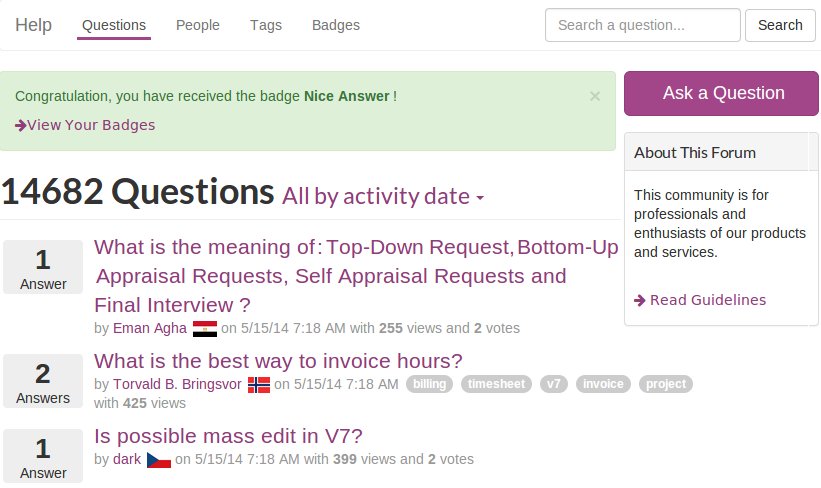 Help Questions People Tags Badges Search a question... Search
Congratulation, you have received the badge Nice Answer ! ×
View Your Badges
Ask a Question
About This Forum
This community is for
professionals and
enthusiasts of our products
and services.
Read Guidelines
14682 Questions All by activity date
1
Answer
What is the meaning of: Top-Down Request, Bottom-Up
Appraisal Requests, Self Appraisal Requests and
Final Interview ?
by Eman Agha on 5/15/14 7:18 AM with 255 views and 2 votes
2
Answers
What is the best way to invoice hours?
by Torvald B. Bringsvor on 5/15/14 7:18 AM billing timesheet v7 invoice project
with 425 views
1
Answer
Is possible mass edit in V7?
by dark on 5/15/14 7:18 AM with 399 views and 2 votes